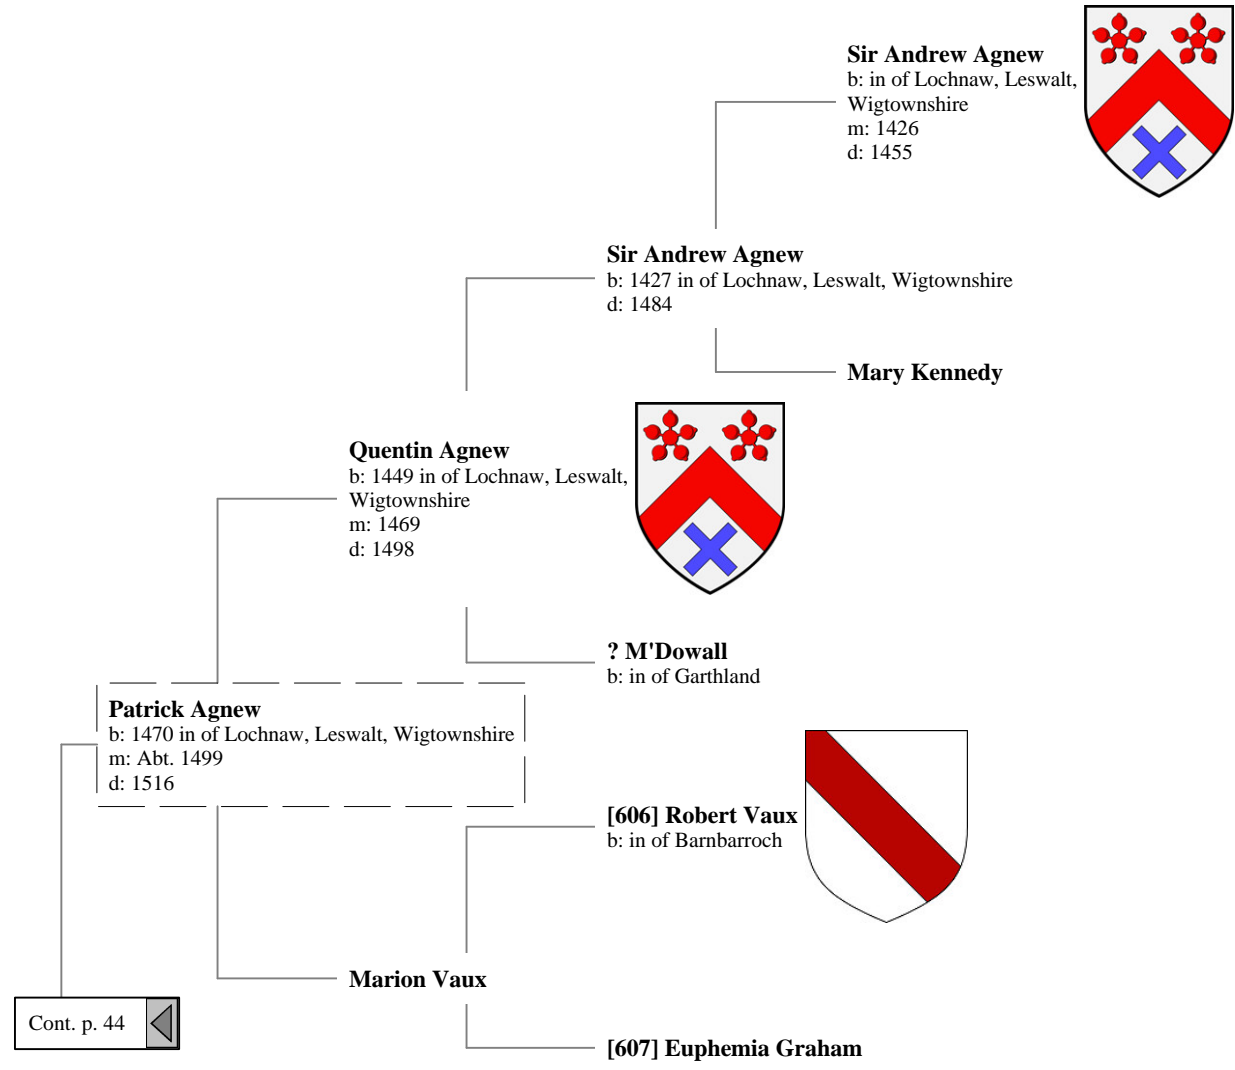 Sir Andrew Agnew
b: in of Lochnaw, Leswalt,
Wigtownshire
m: 1426
d: 1455
Sir Andrew Agnew
b: 1427 in of Lochnaw, Leswalt, Wigtownshire
d: 1484
Mary Kennedy
Quentin Agnew
b: 1449 in of Lochnaw, Leswalt,
Wigtownshire
m: 1469
d: 1498
? M'Dowall
b: in of Garthland
Patrick Agnew
b: 1470 in of Lochnaw, Leswalt, Wigtownshire
m: Abt. 1499
d: 1516
[606] Robert Vaux
b: in of Barnbarroch
Marion Vaux
Cont. p. 44
[607] Euphemia Graham